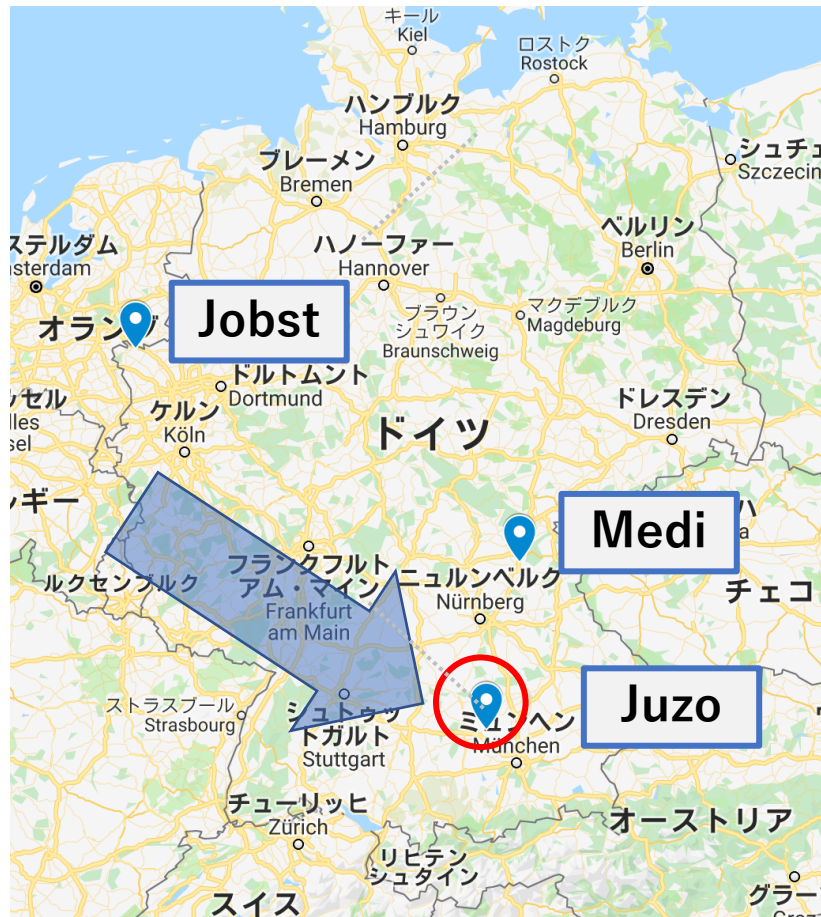 キール
Kiel
ロストク
Rostock
ハンブルク
Hamburg
シュチェ
Szczecin
ブレーメン
Bremen
ベルリン
Berlin
ステルダム
msterdam
ハノーファー
Hannover
Jobst
ブラウン
シュワイク
Braunschweig
マクデブルク
Magdeburg
オランダ
ドルトムント
Dortmund
ッセル
lles
sel
ケルン
Köln
ドイツ
ドレスデン
Dresden
ルギー
Medi
ハ
a
フランクフルト
アム・マイン
Frankfurt
am Main
ルクセンブルク
ニュルンベルク
Nürnberg
チェコ
Juzo
ストラスブール
Strasbourg
シュトゥッ
トガルト
Stuttgart
ミュンヘン
München
チューリッヒ
Zürich
オーストリア
リヒテン
シュタイン
スイス
グラー